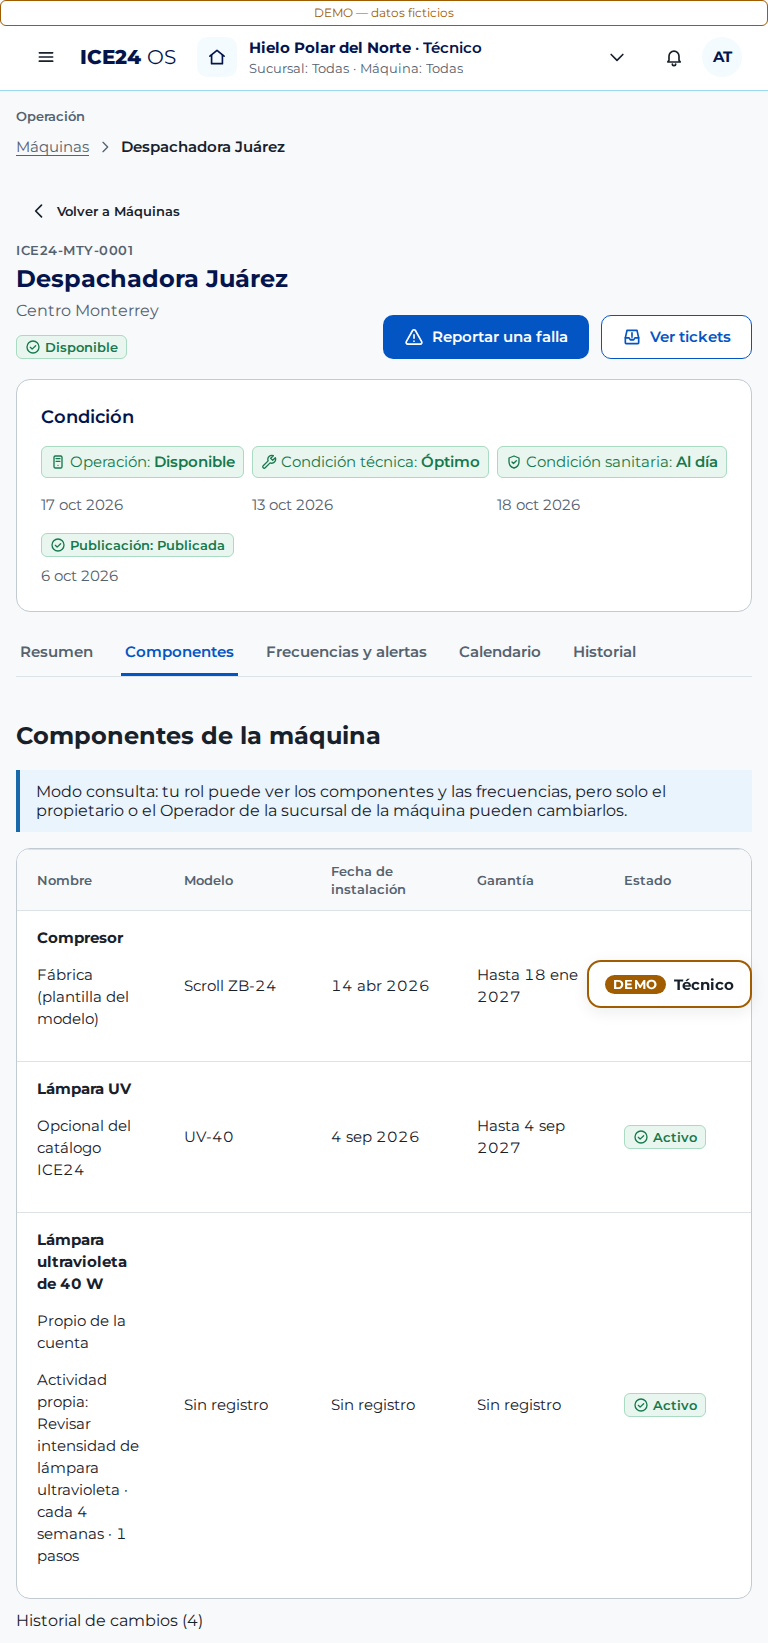 DEMO — datos ficticios
ICE24 OS
Hielo Polar del Norte · Técnico
Sucursal: Todas · Máquina: Todas
AT
Operación
Máquinas
Despachadora Juárez
Volver a Máquinas
ICE24-MTY-0001
Despachadora Juárez
Centro Monterrey
Disponible
Reportar una falla
Ver tickets
Condición
Operación: Disponible
Condición técnica: Óptimo
Condición sanitaria: Al día
17 oct 2026
13 oct 2026
18 oct 2026
Publicación: Publicada
6 oct 2026
Resumen
Componentes
Frecuencias y alertas
Calendario
Historial
Componentes de la máquina
Modo consulta: tu rol puede ver los componentes y las frecuencias, pero solo el
propietario o el Operador de la sucursal de la máquina pueden cambiarlos.
Nombre
Modelo
Fecha de
instalación
Garantía
Estado
Compresor
Fábrica
(plantilla del
modelo)
Scroll ZB-24
14 abr 2026
Hasta 18 ene
2027
DEMO Técnico
Lámpara UV
Opcional del
catálogo
ICE24
UV-40
4 sep 2026
Hasta 4 sep
2027
Activo
Lámpara
ultravioleta
de 40 W
Propio de la
cuenta
Actividad
propia:
Revisar
intensidad de
lámpara
ultravioleta ·
cada 4
semanas · 1
pasos
Sin registro
Sin registro
Sin registro
Activo
Historial de cambios (4)